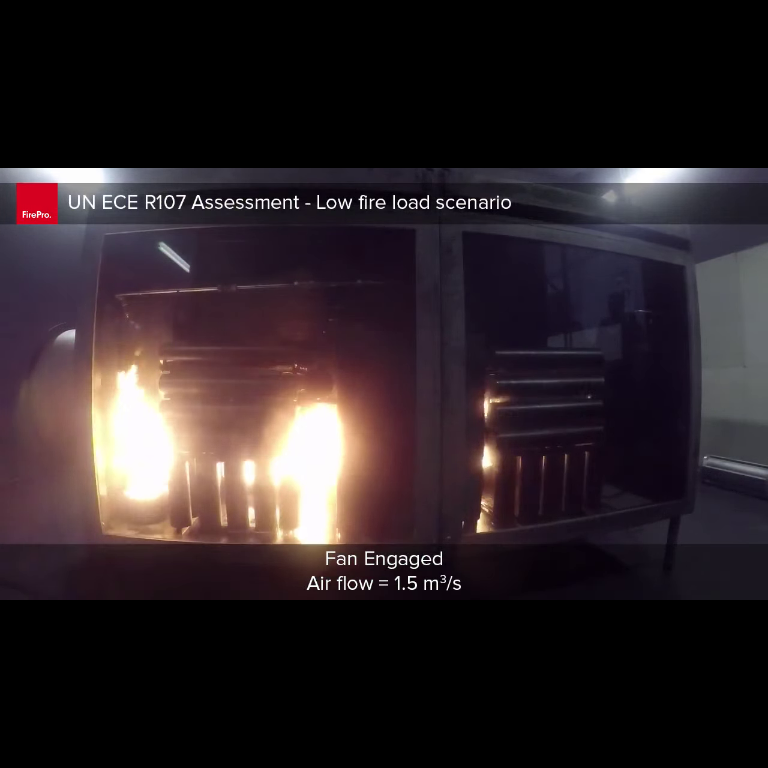 UN ECE R107 Assessment - Low fire load scenario
FirePro.
Fan Engaged
Air flow = 1.5 m³/s